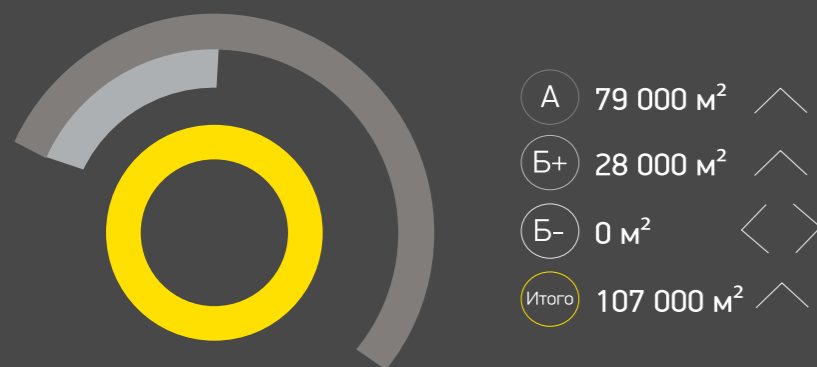 А 79 000 м²
Б+ 28 000 м²
Б- 0 м²
Итого 107 000 м²